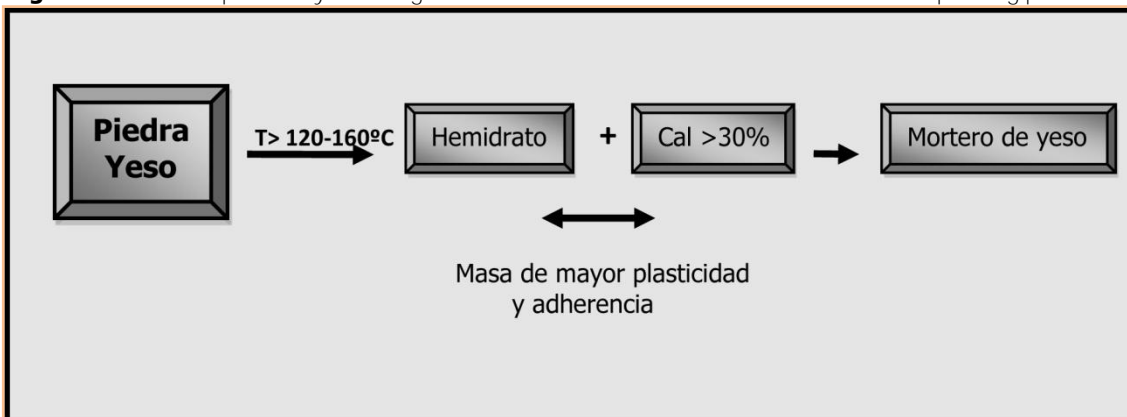 Piedra
Yeso
T> 120-160ºC
Hemidrato
+
Cal >30%
Mortero de yeso
Masa de mayor plasticidad
y adherencia